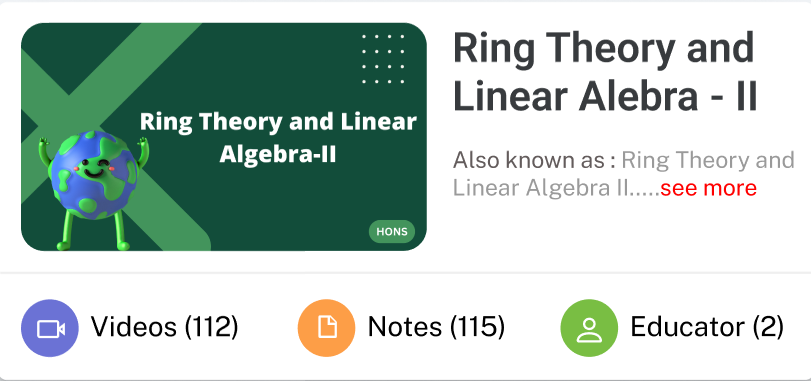 Ring Theory and Linear
Algebra-II
HONS
Ring Theory and
Linear Alebra - II
Also known as : Ring Theory and
Linear Algebra II.....see more
Videos (112)
Notes (115)
Educator (2)